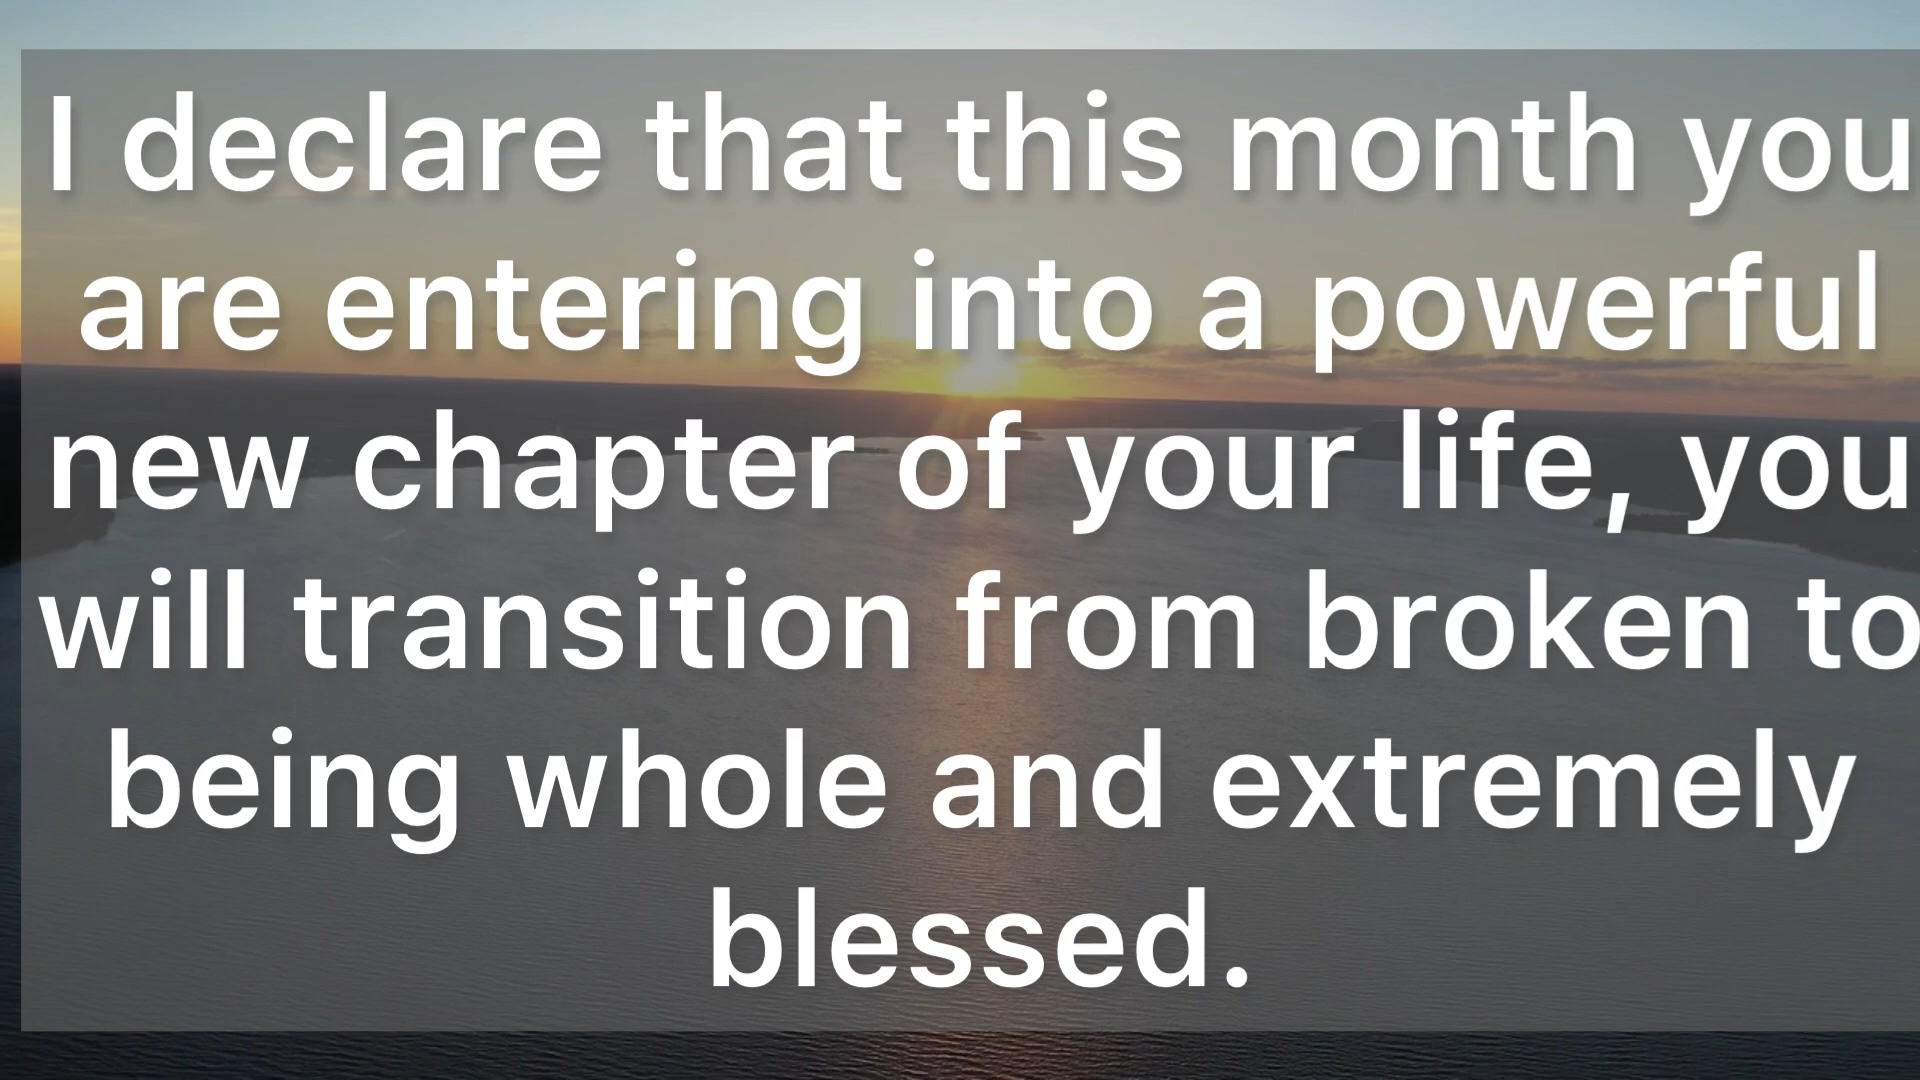 I declare that this month you
are entering into a powerful
new chapter of your life, you
will transition from broken to
being whole and extremely
blessed.